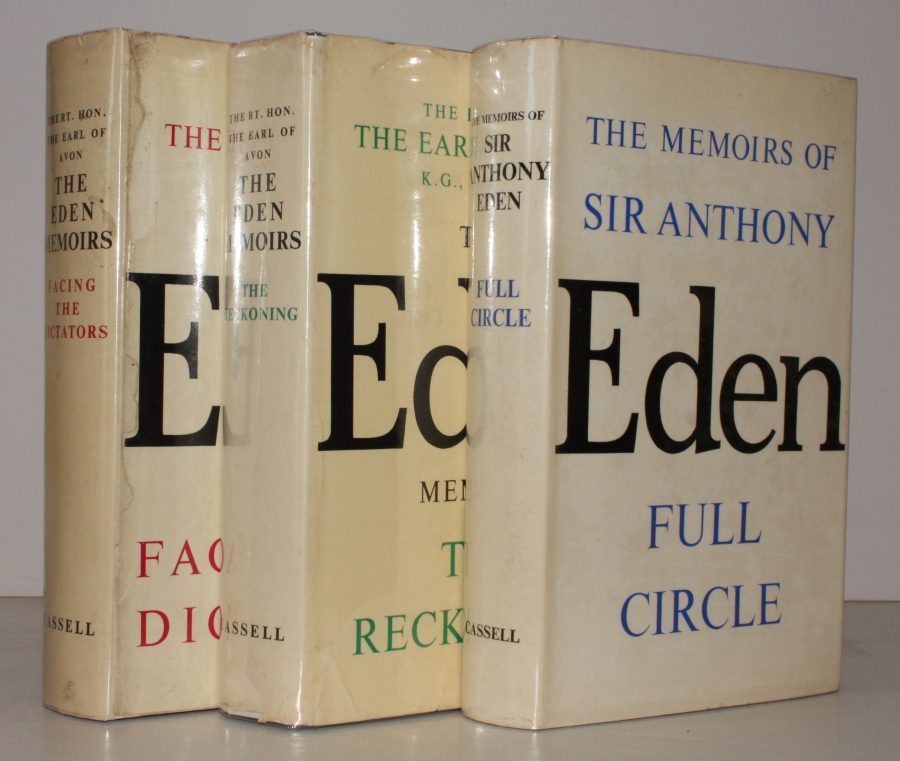 THE RT. HON.
THE EARL OF
AVON
THE
EDEN
MEMOIRS
FACING
THE
DICTATORS
CASSELL
THE
E
FAC
DIC
THE RT. HON.
THE EARL OF
AVON
THE
EDEN
MEMOIRS
THE
RECKONING
CASSELL
THE
THE EAR
K.G.,
T
Ed
MEM
T
RECK
THE MEMOIRS OF
SIR
ANTHONY
EDEN
FULL
CIRCLE
CASSELL
THE MEMOIRS OF
SIR ANTHONY
Eden
FULL
CIRCLE